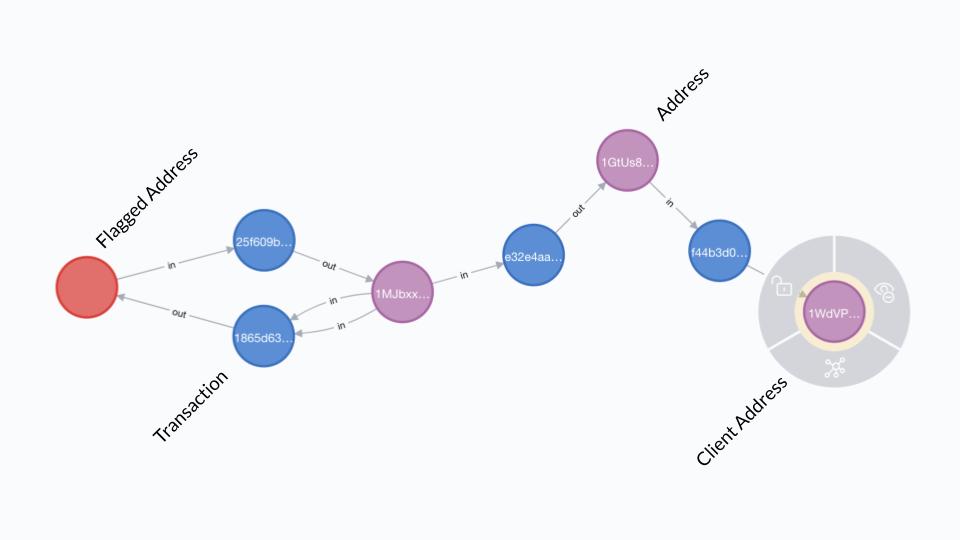 Address
Flagged Address
1GtUs8...
25f609b...
in
out
out
in
e32e4aa...
f44b3d0...
in
1MJbxx...
in
out
in
1865d63...
in
1WdVP...
Transaction
Client Address